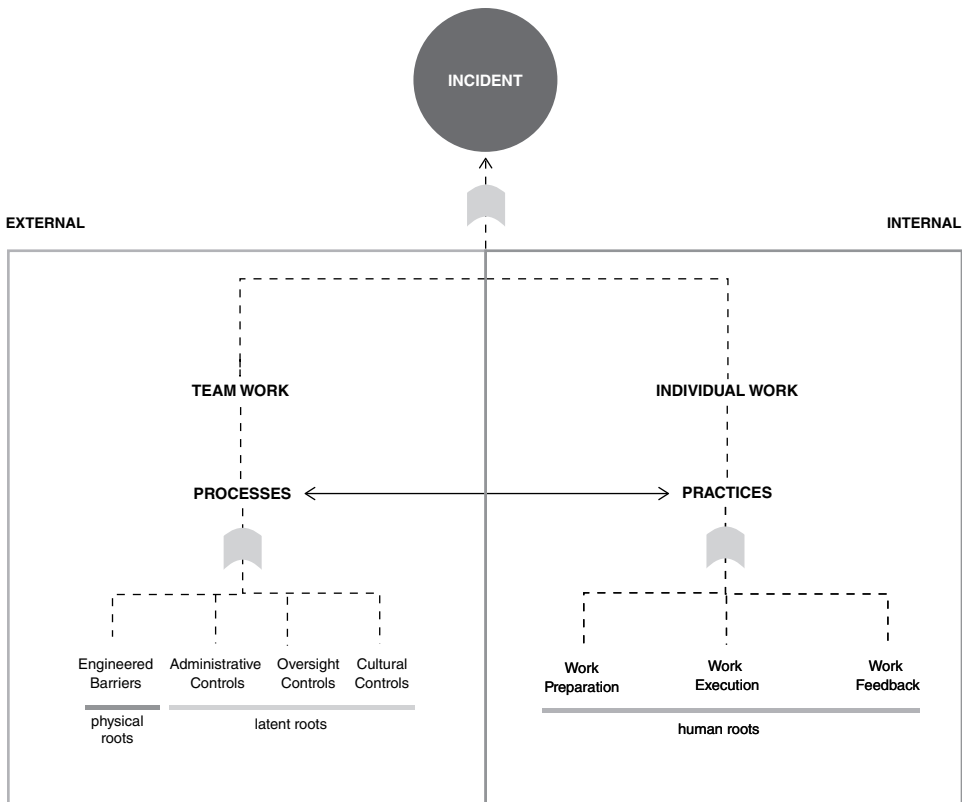 INCIDENT
EXTERNAL
INTERNAL
TEAM WORK
INDIVIDUAL WORK
PROCESSES
PRACTICES
Engineered
Barriers
Administrative
Controls
Oversight
Controls
Cultural
Controls
Work
Preparation
Work
Execution
Work
Feedback
physical
roots
latent roots
human roots